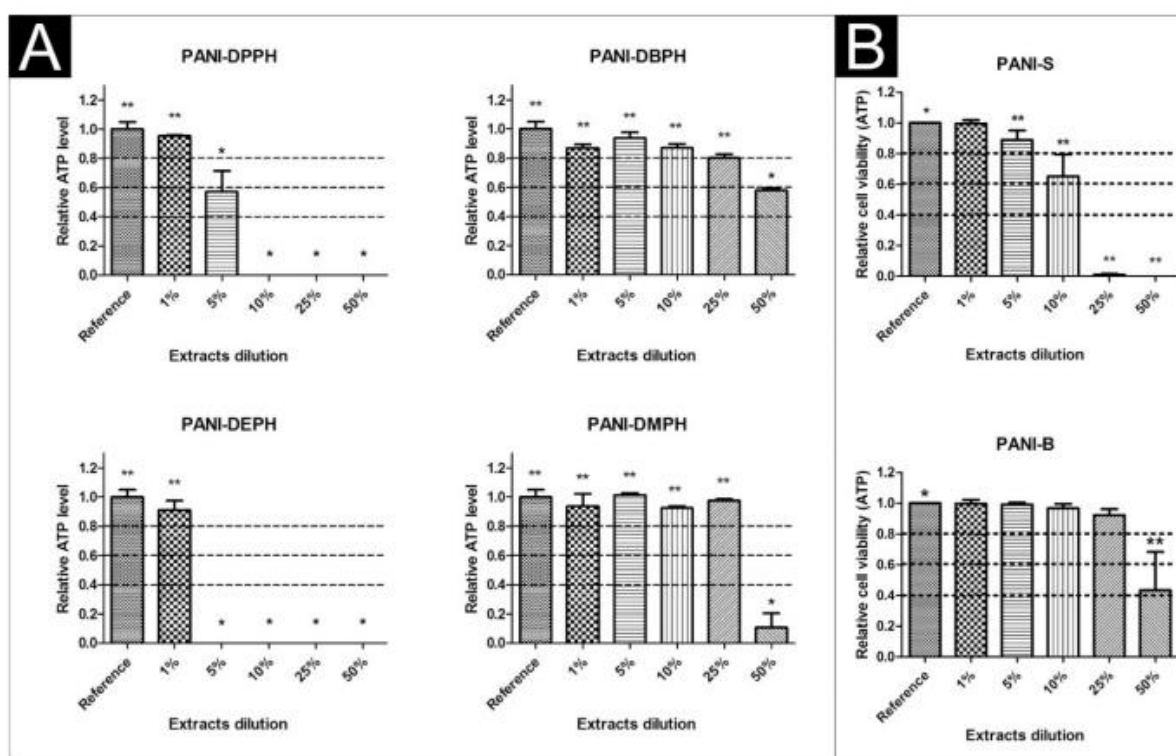 A
PANI-DPPH
Relative ATP level
1.2
1.0
0.8
0.6
0.4
0.2
0.0
** ** * * * *
Reference 1% 5% 10% 25% 50%
Extracts dilution
PANI-DBPH
Relative ATP level
1.2
1.0
0.8
0.6
0.4
0.2
0.0
** ** ** ** ** *
Reference 1% 5% 10% 25% 50%
Extracts dilution
PANI-DEPH
Relative ATP level
1.2
1.0
0.8
0.6
0.4
0.2
0.0
** ** * * * *
Reference 1% 5% 10% 25% 50%
Extracts dilution
PANI-DMPH
Relative ATP level
1.2
1.0
0.8
0.6
0.4
0.2
0.0
** ** ** ** ** *
Reference 1% 5% 10% 25% 50%
Extracts dilution
B
PANI-S
Relative cell viability (ATP)
1.2
1.0
0.8
0.6
0.4
0.2
0.0
* ** ** ** **
Reference 1% 5% 10% 25% 50%
Extracts dilution
PANI-B
Relative cell viability (ATP)
1.2
1.0
0.8
0.6
0.4
0.2
0.0
* **
Reference 1% 5% 10% 25% 50%
Extracts dilution